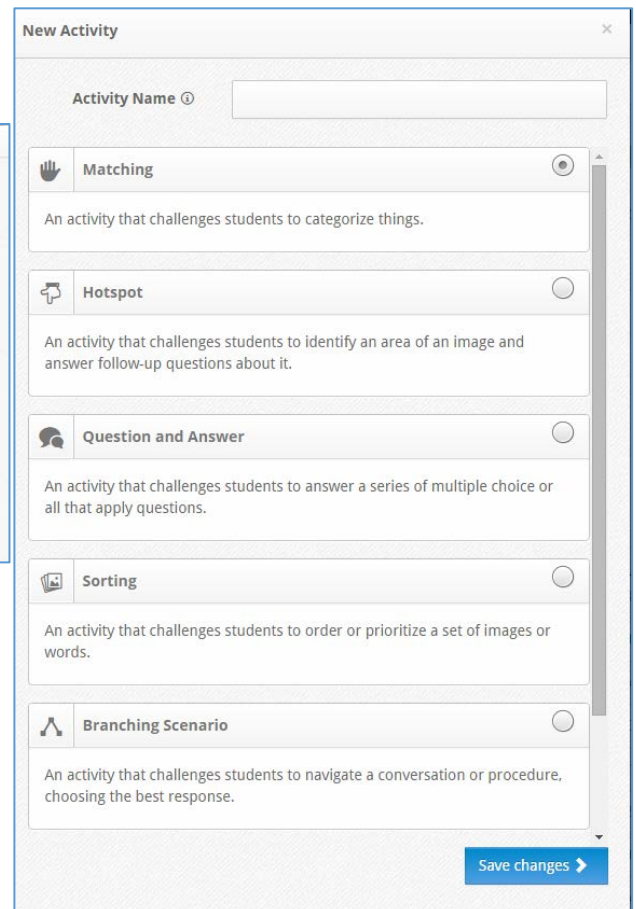 New Activity ×
Activity Name ⓘ
Matching
An activity that challenges students to categorize things.
Hotspot
An activity that challenges students to identify an area of an image and
answer follow-up questions about it.
Question and Answer
An activity that challenges students to answer a series of multiple choice or
all that apply questions.
Sorting
An activity that challenges students to order or prioritize a set of images or
words.
Branching Scenario
An activity that challenges students to navigate a conversation or procedure,
choosing the best response.
Save changes